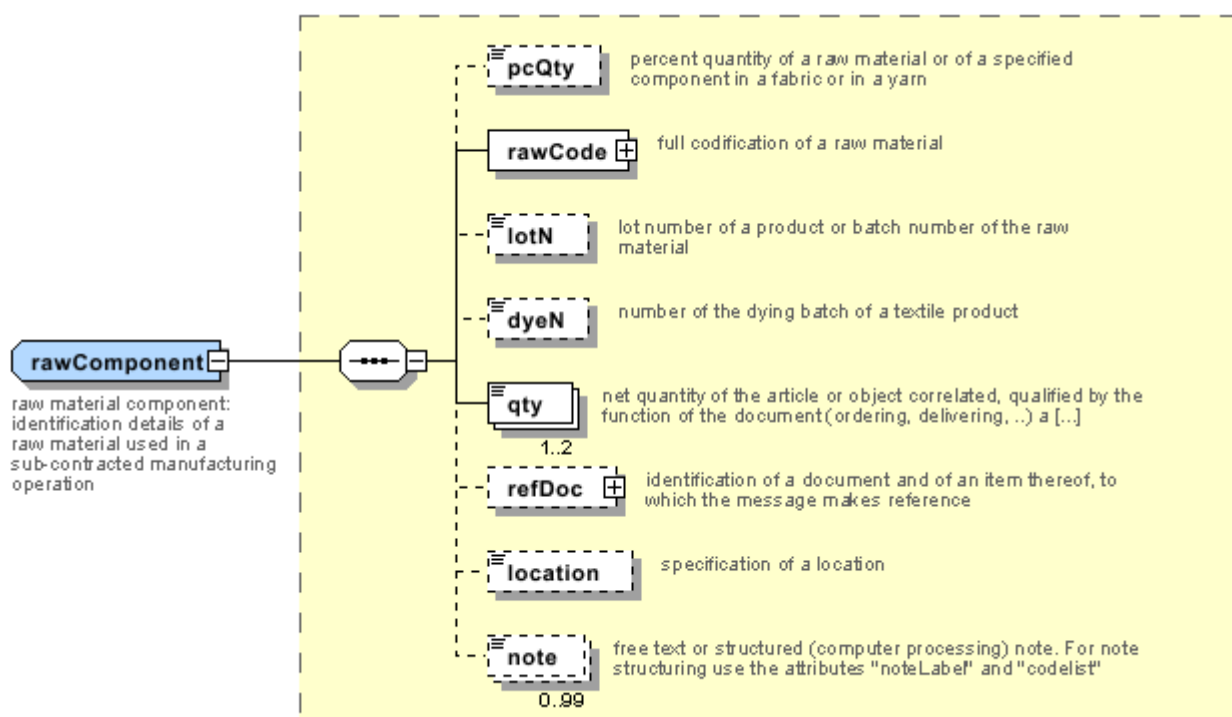 pcQty
percent quantity of a raw material or of a specified
component in a fabric or in a yarn
rawCode
full codification of a raw material
lotN
lot number of a product or batch number of the raw
material
dyeN
number of the dying batch of a textile product
rawComponent
raw material component:
identification details of a
raw material used in a
sub-contracted manufacturing
operation
qty
net quantity of the article or object correlated, qualified by the
function of the document (ordering, delivering, ..) a [...]
1..2
refDoc
identification of a document and of an item thereof, to
which the message makes reference
location
specification of a location
note
free text or structured (computer processing) note. For note
structuring use the attributes "noteLabel" and "codelist"
0..99